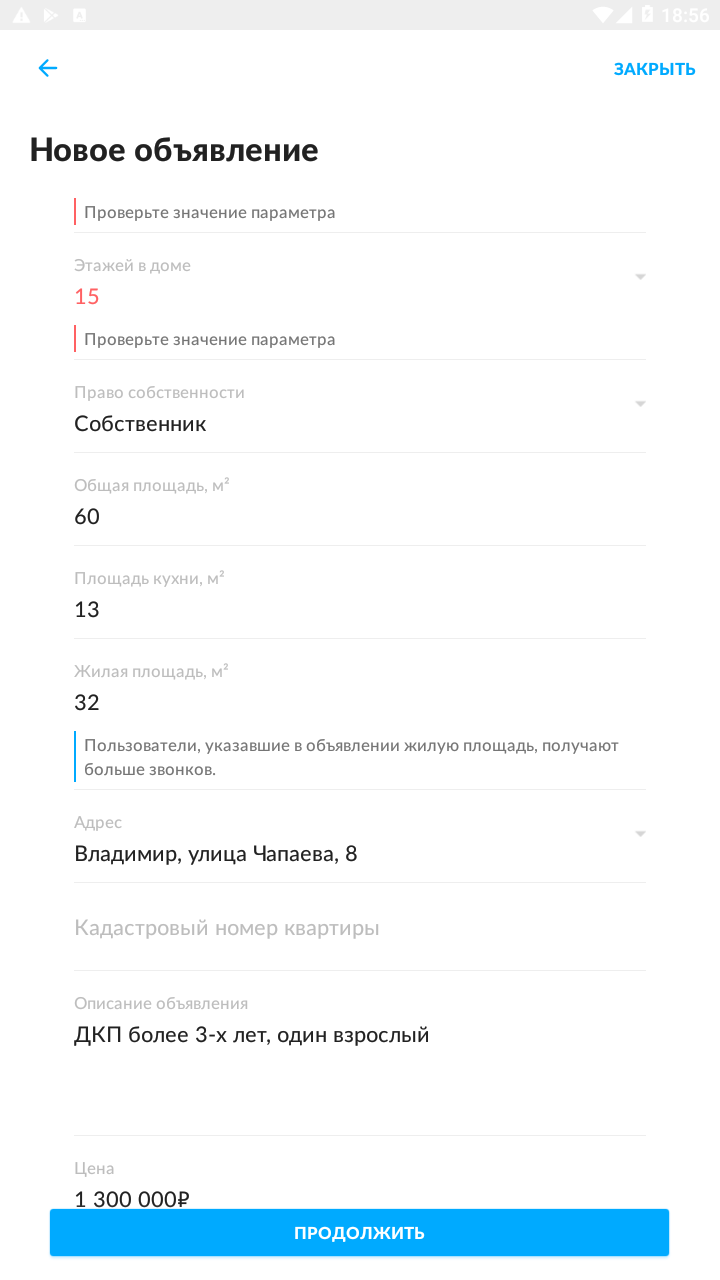 18:56
ЗАКРЫТЬ
Новое объявление
Проверьте значение параметра
Этажей в доме
15
Проверьте значение параметра
Право собственности
Собственник
Общая площадь, м²
60
Площадь кухни, м²
13
Жилая площадь, м²
32
Пользователи, указавшие в объявлении жилую площадь, получают
больше звонков.
Адрес
Владимир, улица Чапаева, 8
Кадастровый номер квартиры
Описание объявления
ДКП более 3-х лет, один взрослый
Цена
1 300 000₽
ПРОДОЛЖИТЬ